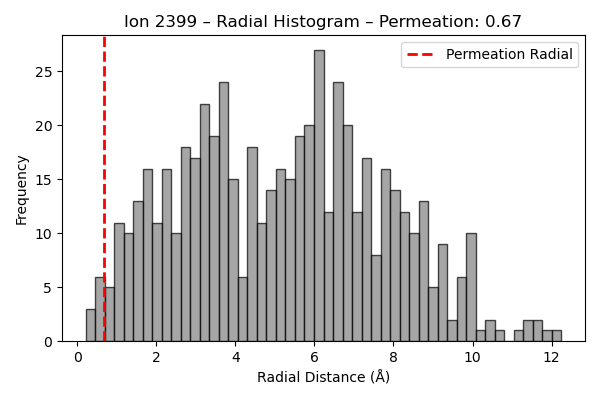 Ion 2399 – Radial Histogram – Permeation: 0.67
Permeation Radial
25
20
15
10
5
0
Frequency
0 2 4 6 8 10 12
Radial Distance (Å)